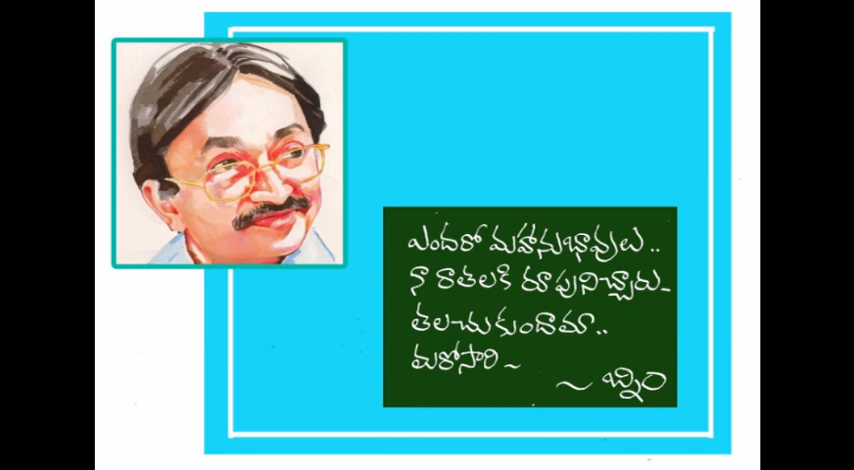 ఎందరో మహానుభావులు..
నా రాతలకి రూపునిచ్చారు-
తలచుకుందామా..
మరోసారి~
~ బ్నిం